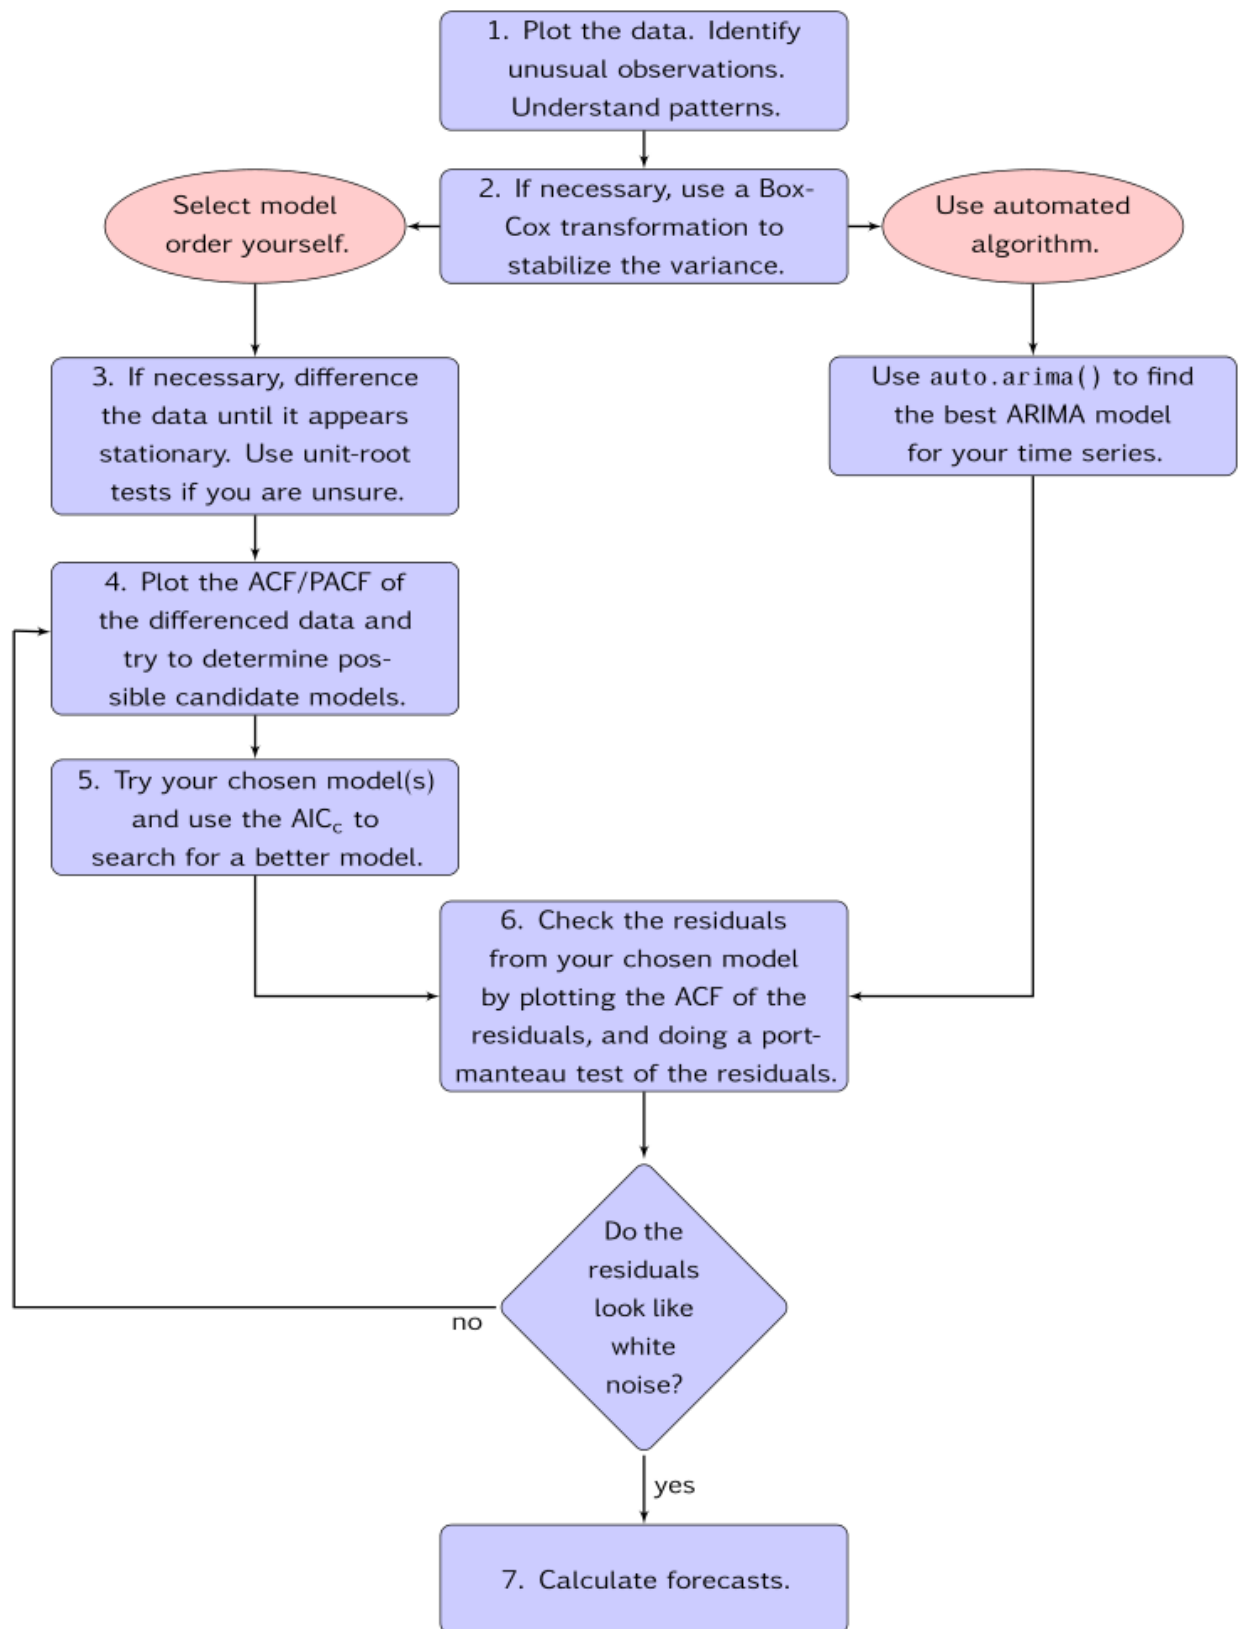 1. Plot the data. Identify
unusual observations.
Understand patterns.
Select model
order yourself.
2. If necessary, use a Box-
Cox transformation to
stabilize the variance.
Use automated
algorithm.
3. If necessary, difference
the data until it appears
stationary. Use unit-root
tests if you are unsure.
Use auto.arima() to find
the best ARIMA model
for your time series.
4. Plot the ACF/PACF of
the differenced data and
try to determine pos-
sible candidate models.
5. Try your chosen model(s)
and use the AICc to
search for a better model.
6. Check the residuals
from your chosen model
by plotting the ACF of the
residuals, and doing a port-
manteau test of the residuals.
Do the
residuals
look like
white
noise?
no
yes
7. Calculate forecasts.